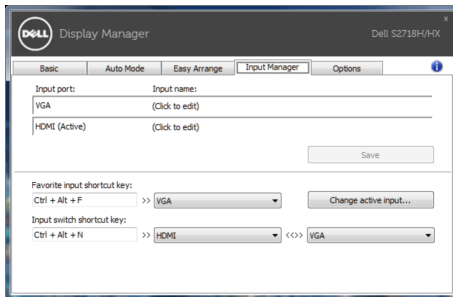 DELL Display Manager Dell S2718H/HX
x
Basic Auto Mode Easy Arrange Input Manager Options i
Input port: Input name:
VGA
(Click to edit)
HDMI (Active) (Click to edit)
Save
Favorite input shortcut key:
Ctrl + Alt + F >> VGA Change active input...
Input switch shortcut key:
Ctrl + Alt + N >> HDMI <<>> VGA